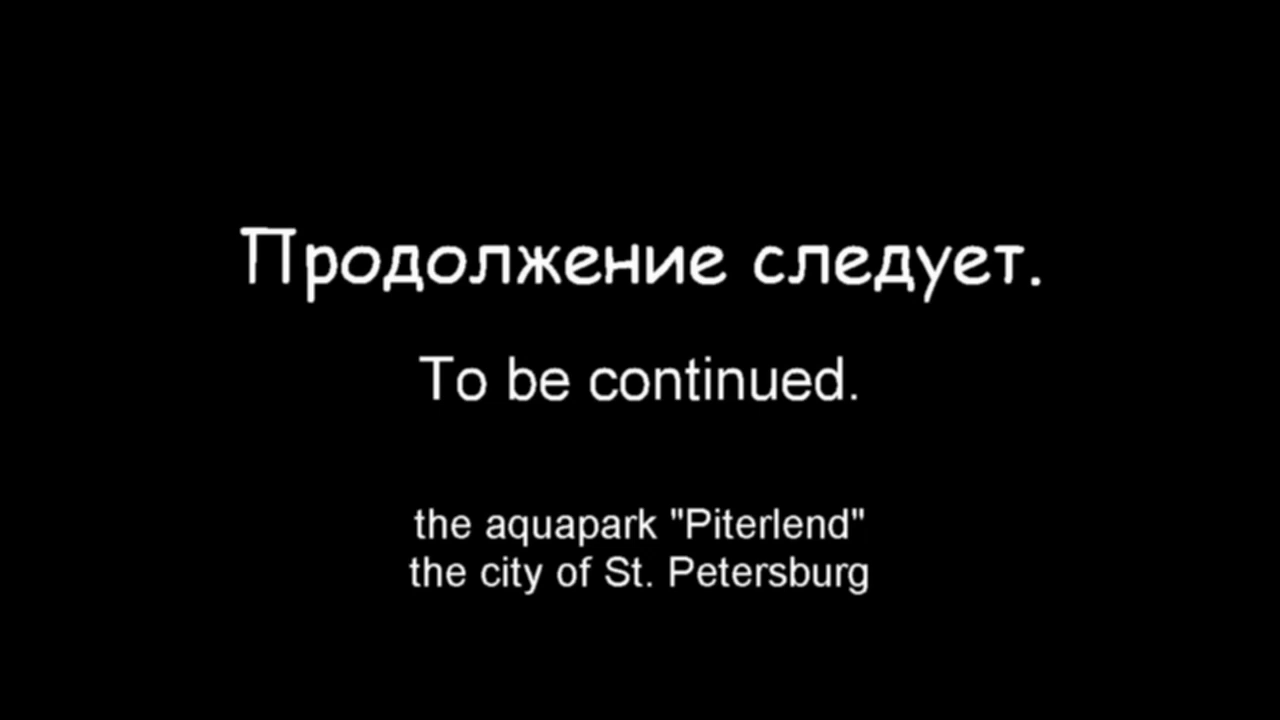 Продолжение следует.
To be continued.
the aquapark "Piterlend"
the city of St. Petersburg